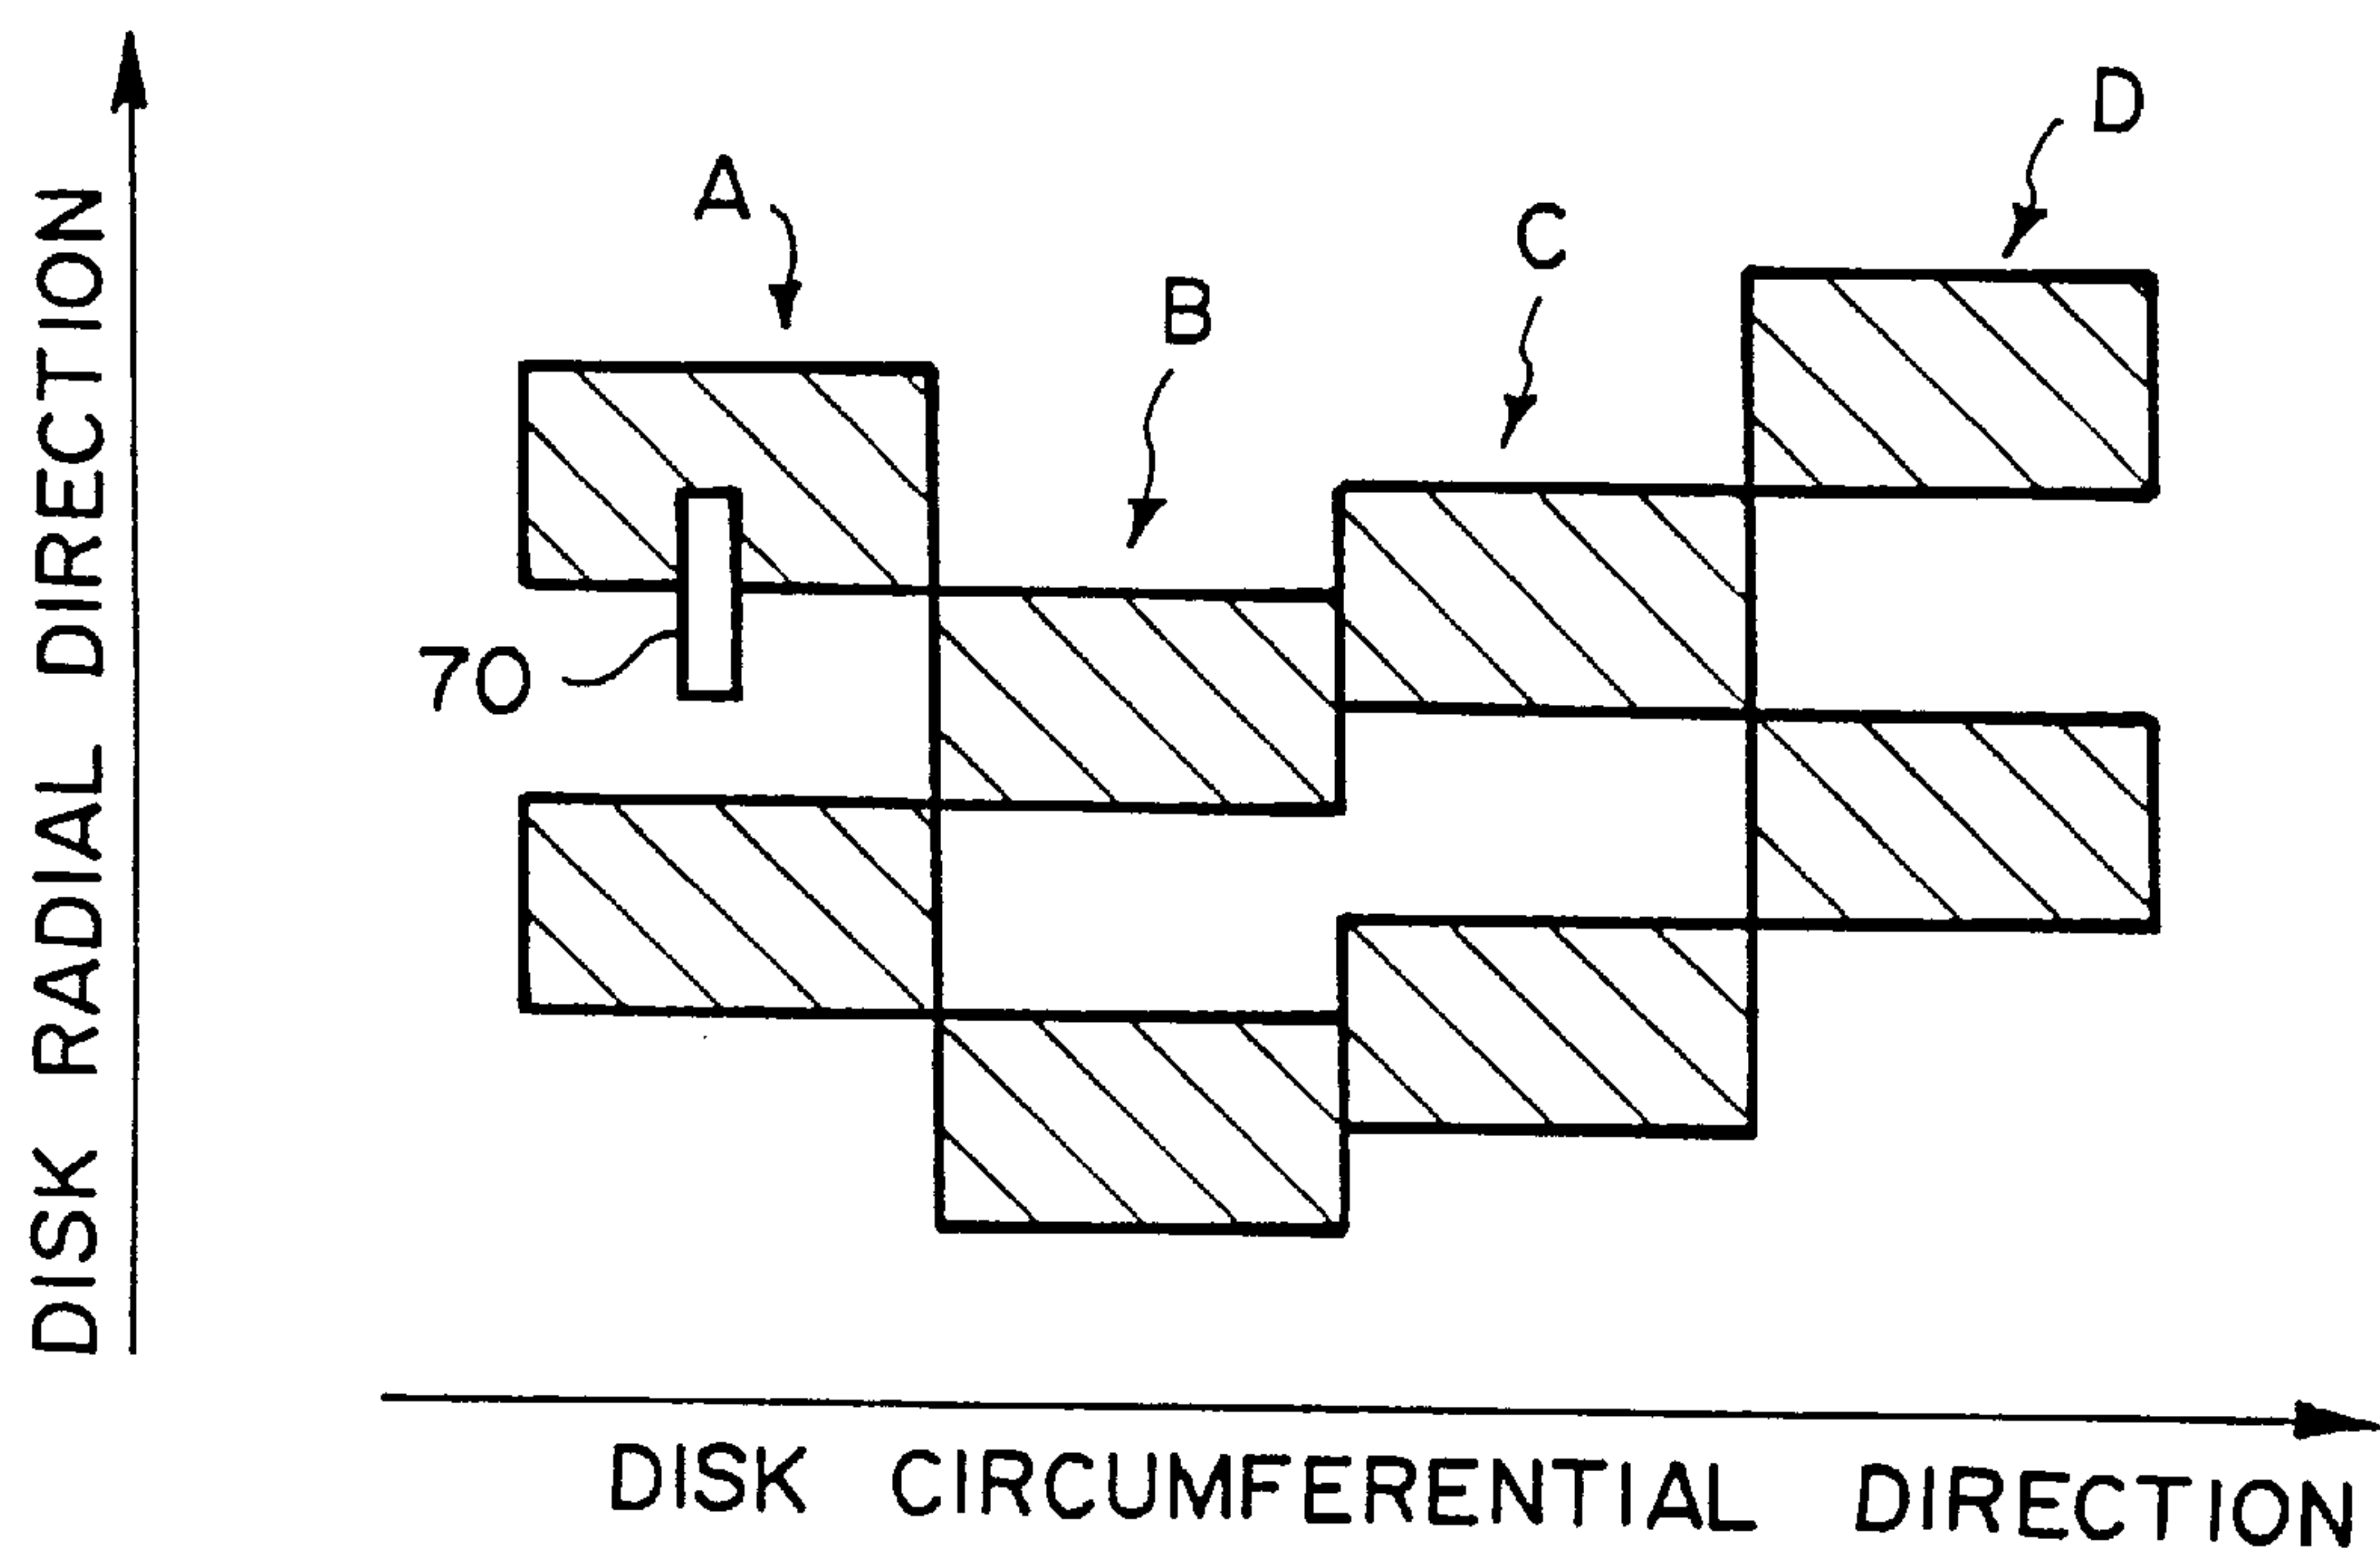 DISK RADIAL DIRECTION
A
B
C
D
70
DISK CIRCUMFERENTIAL DIRECTION